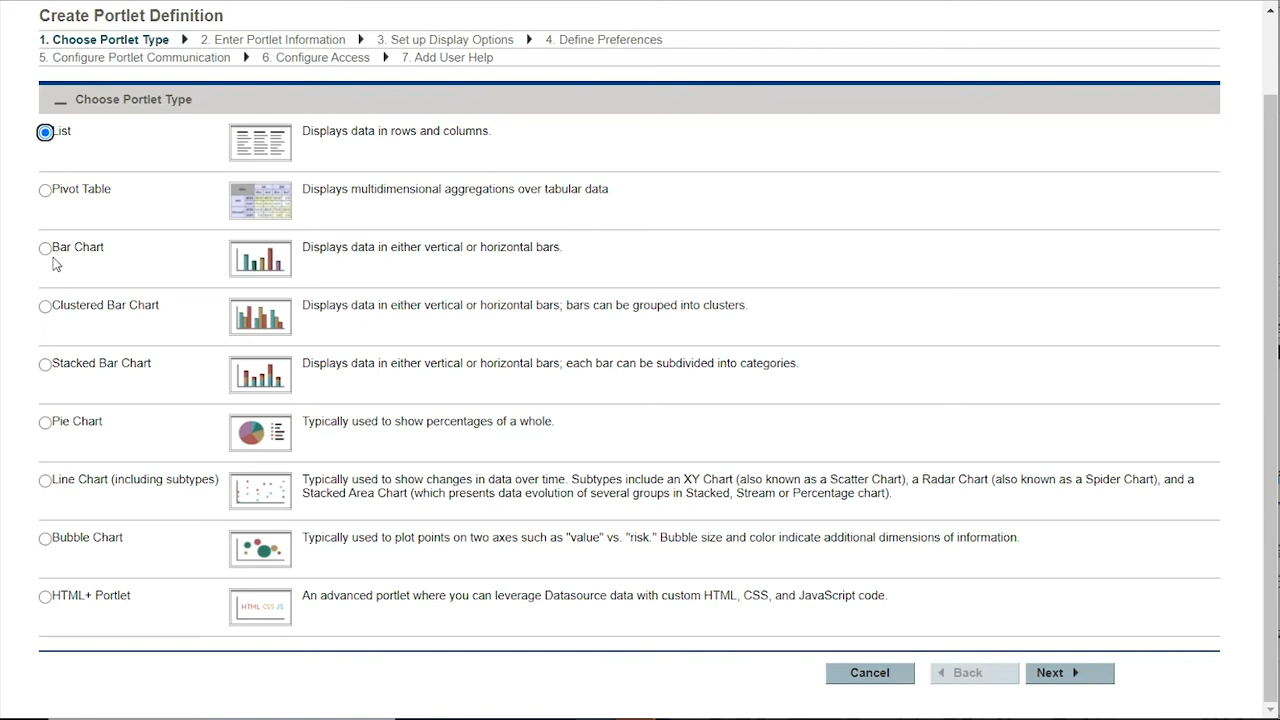 Create Portlet Definition
1. Choose Portlet Type 2. Enter Portlet Information 3. Set up Display Options 4. Define Preferences
5. Configure Portlet Communication 6. Configure Access 7. Add User Help
Choose Portlet Type
List Displays data in rows and columns.
Pivot Table Displays multidimensional aggregations over tabular data
Bar Chart Displays data in either vertical or horizontal bars.
Clustered Bar Chart Displays data in either vertical or horizontal bars; bars can be grouped into clusters.
Stacked Bar Chart Displays data in either vertical or horizontal bars; each bar can be subdivided into categories.
Pie Chart Typically used to show percentages of a whole.
Line Chart (including subtypes) Typically used to show changes in data over time. Subtypes include an XY Chart (also known as a Scatter Chart), a Radar Chart (also known as a Spider Chart), and a
Stacked Area Chart (which presents data evolution of several groups in Stacked, Stream or Percentage chart).
Bubble Chart Typically used to plot points on two axes such as "value" vs. "risk." Bubble size and color indicate additional dimensions of information.
HTML+ Portlet HTML CSS JS An advanced portlet where you can leverage Datasource data with custom HTML, CSS, and JavaScript code.
Cancel Back Next